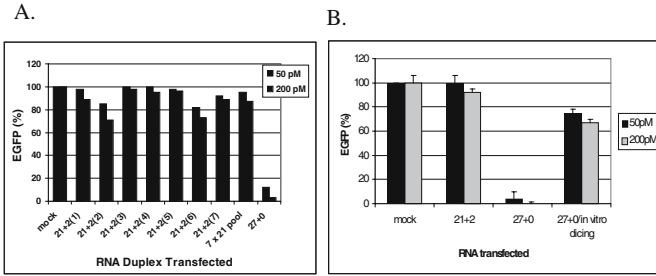 A.
B.
120
100
80
60
40
20
0
EGFP (%)
50 pM
200 pM
mock
21+2(1)
21+2(2)
21+2(3)
21+2(4)
21+2(5)
21+2(6)
21+2(7)
7 x 21 pool
27+0
RNA Duplex Transfected
120
100
80
60
40
20
0
EGFP (%)
50pM
200pM
mock
21+2
27+0
27+0/in vitro
dicing
RNA transfected